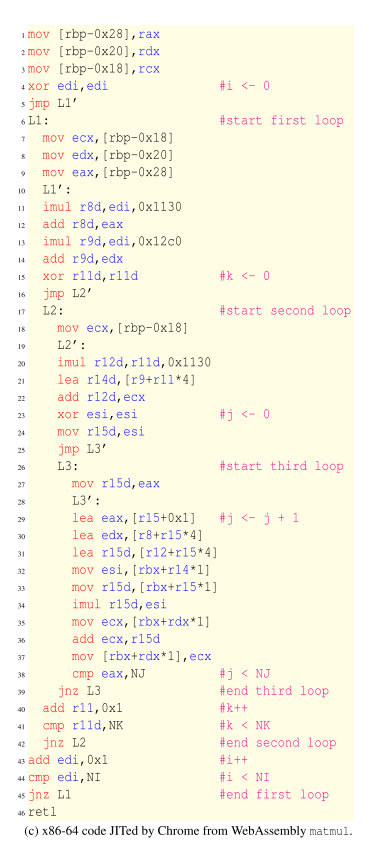 1 mov [rbp-0x28],rax
2 mov [rbp-0x20],rdx
3 mov [rbp-0x18],rcx
4 xor edi,edi #i <- 0
5 jmp L1'
6 L1: #start first loop
7 mov ecx,[rbp-0x18]
8 mov edx,[rbp-0x20]
9 mov eax,[rbp-0x28]
10 L1':
11 imul r8d,edi,0x1130
12 add r8d,eax
13 imul r9d,edi,0x12c0
14 add r9d,edx
15 xor r11d,r11d #k <- 0
16 jmp L2'
17 L2: #start second loop
18 mov ecx,[rbp-0x18]
19 L2':
20 imul r12d,r11d,0x1130
21 lea r14d,[r9+r11*4]
22 add r12d,ecx
23 xor esi,esi #j <- 0
24 mov r15d,esi
25 jmp L3'
26 L3: #start third loop
27 mov r15d,eax
28 L3':
29 lea eax,[r15+0x1] #j <- j + 1
30 lea edx,[r8+r15*4]
31 lea r15d,[r12+r15*4]
32 mov esi,[rbx+r14*1]
33 mov r15d,[rbx+r15*1]
34 imul r15d,esi
35 mov ecx,[rbx+rdx*1]
36 add ecx,r15d
37 mov [rbx+rdx*1],ecx
38 cmp eax,NJ #j < NJ
39 jnz L3 #end third loop
40 add r11,0x1 #k++
41 cmp r11d,NK #k < NK
42 jnz L2 #end second loop
43 add edi,0x1 #i++
44 cmp edi,NI #i < NI
45 jnz L1 #end first loop
46 retl
(c) x86-64 code JITed by Chrome from WebAssembly matmul.